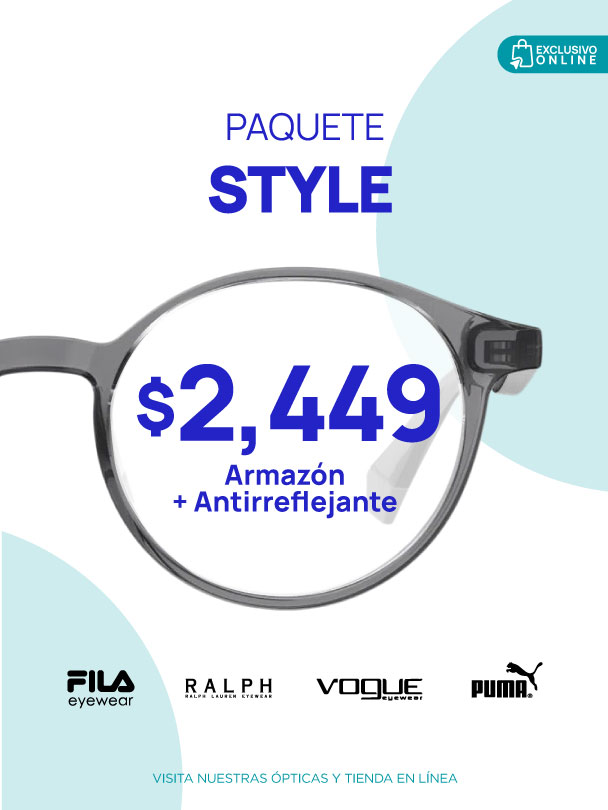 EXCLUSIVO
ONLINE
PAQUETE
STYLE
$2,449
Armazón
+ Antirreflejante
FILA
eyewear
RALPH
RALPH LAUREN EYEWEAR
VOGUE
eyewear
PUMA®
VISITA NUESTRAS ÓPTICAS Y TIENDA EN LÍNEA